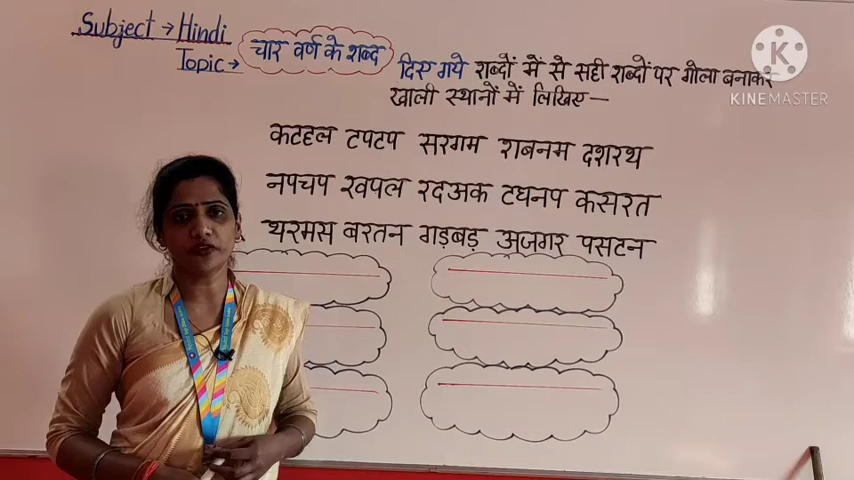 Subject → Hindi
Topic → चार वर्ण के शब्द
दिए गये शब्दों में से सही शब्दों पर गोला बनाकर
खाली स्थानों में लिखिए —
कटहल टपटप सरगम शबनम दशरथ
नपचप खपल रदअक टघनप कसरत
थरमस बरतन गड़बड़ अजगर पसटन
KINEMASTER